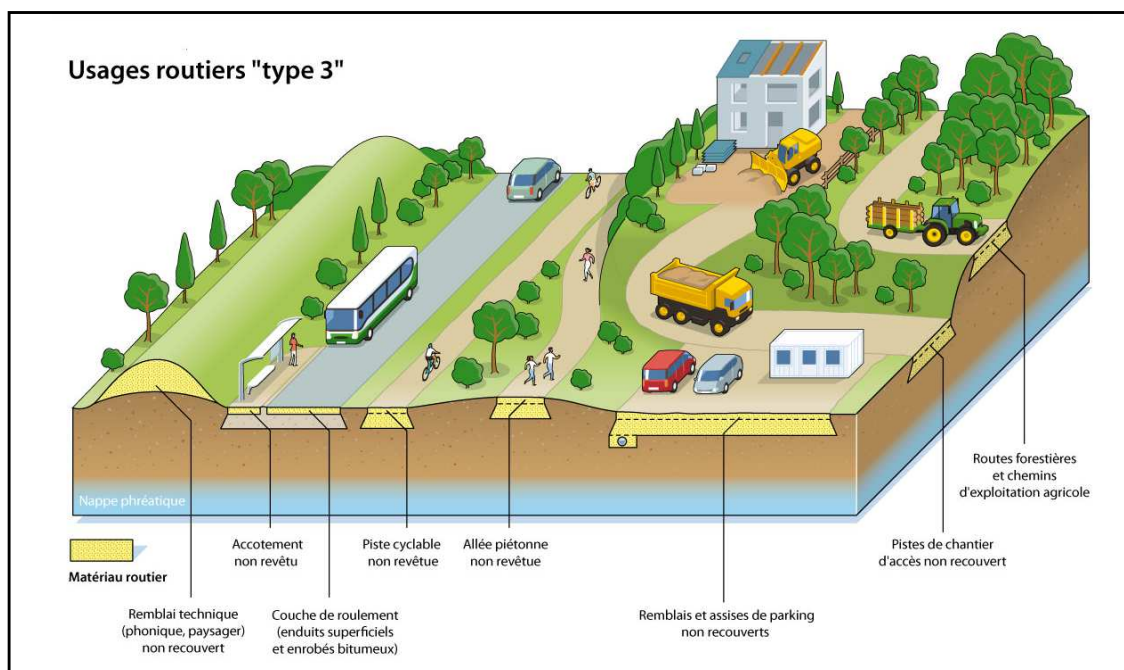 Usages routiers "type 3"
Nappe phréatique
Matériau routier
Remblai technique
(phonique, paysager)
non recouvert
Accotement
non revêtu
Couche de roulement
(enduits superficiels
et enrobés bitumeux)
Piste cyclable
non revêtue
Allée piétonne
non revêtue
Remblais et assises de parking
non recouverts
Pistes de chantier
d'accès non recouvert
Routes forestières
et chemins
d'exploitation agricole